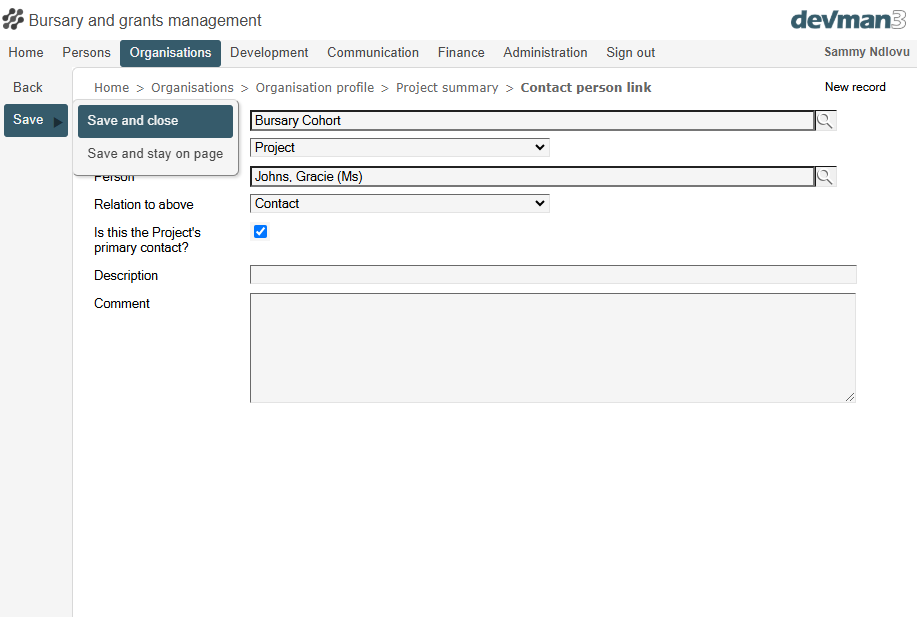 Bursary and grants management
devman3
Home Persons Organisations Development Communication Finance Administration Sign out Sammy Ndlovu
Back
Home > Organisations > Organisation profile > Project summary > Contact person link
New record
Save
Save and close
Save and stay on page
Bursary Cohort
Project
Person
Johns, Gracie (Ms)
Relation to above
Contact
Is this the Project's
primary contact?
Description
Comment